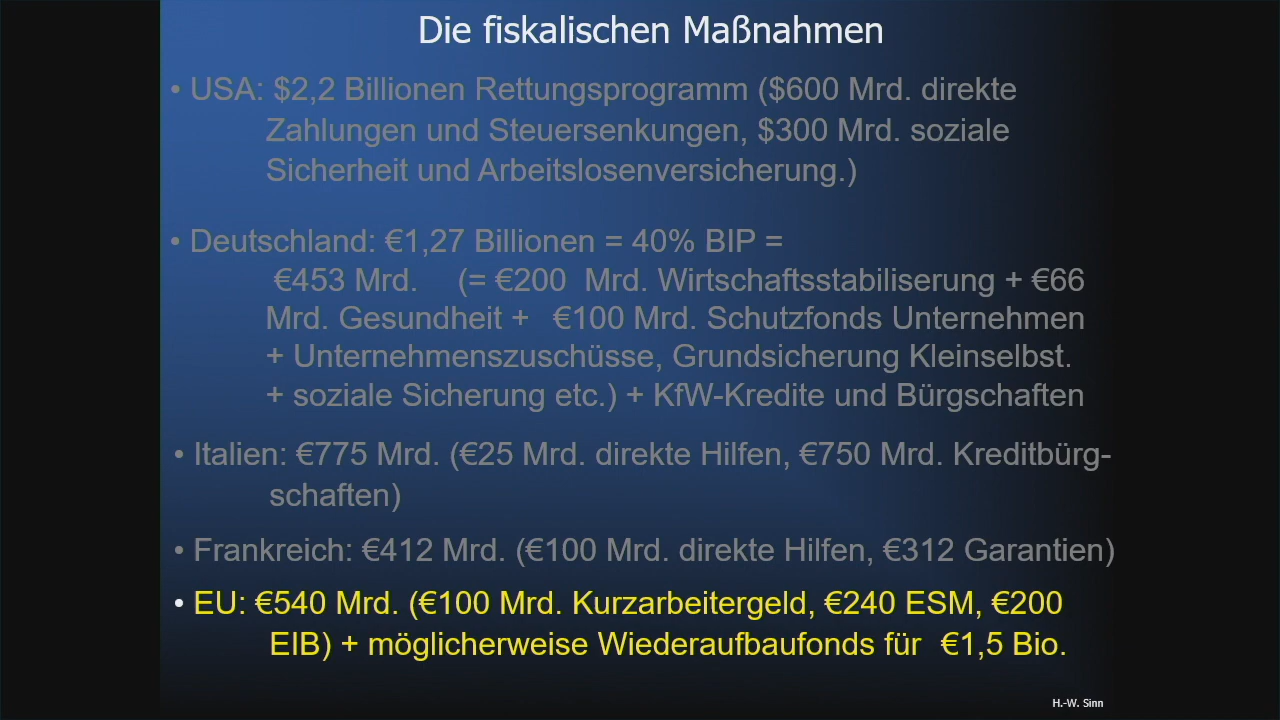 Die fiskalischen Maßnahmen
• USA: $2,2 Billionen Rettungsprogramm ($600 Mrd. direkte
Zahlungen und Steuersenkungen, $300 Mrd. soziale
Sicherheit und Arbeitslosenversicherung.)
• Deutschland: €1,27 Billionen = 40% BIP =
€453 Mrd. (= €200 Mrd. Wirtschaftsstabiliserung + €66
Mrd. Gesundheit + €100 Mrd. Schutzfonds Unternehmen
+ Unternehmenszuschüsse, Grundsicherung Kleinselbst.
+ soziale Sicherung etc.) + KfW-Kredite und Bürgschaften
• Italien: €775 Mrd. (€25 Mrd. direkte Hilfen, €750 Mrd. Kreditbürg-
schaften)
• Frankreich: €412 Mrd. (€100 Mrd. direkte Hilfen, €312 Garantien)
• EU: €540 Mrd. (€100 Mrd. Kurzarbeitergeld, €240 ESM, €200
EIB) + möglicherweise Wiederaufbaufonds für €1,5 Bio.
H.-W. Sinn